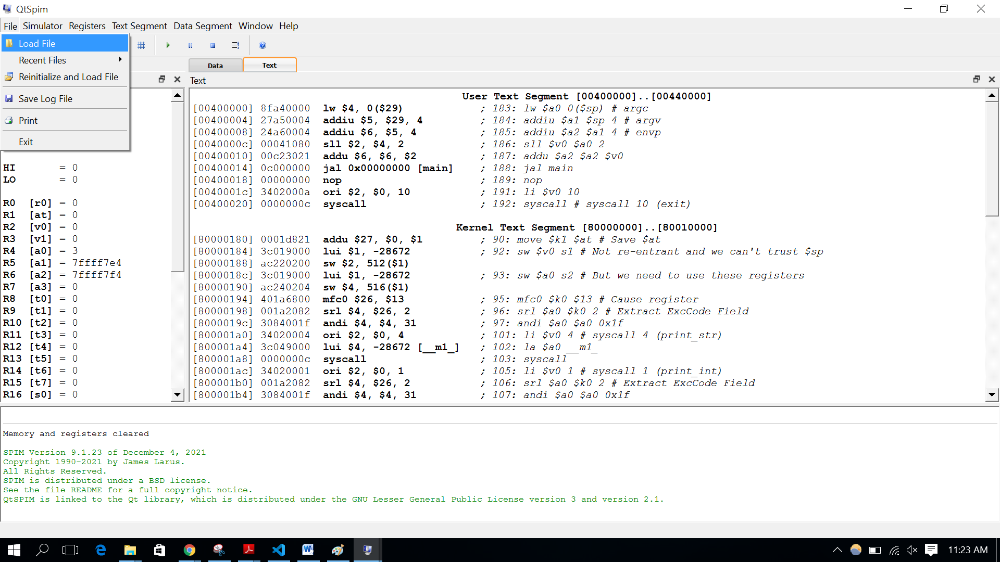 QtSpim
File Simulator Registers Text Segment Data Segment Window Help
Load File
Recent Files
Reinitialize and Load File
Save Log File
Print
Exit
Data Text
Text
HI = 0
LO = 0
R0 [r0] = 0
R1 [at] = 0
R2 [v0] = 0
R3 [v1] = 0
R4 [a0] = 3
R5 [a1] = 7ffff7e4
R6 [a2] = 7ffff7f4
R7 [a3] = 0
R8 [t0] = 0
R9 [t1] = 0
R10 [t2] = 0
R11 [t3] = 0
R12 [t4] = 0
R13 [t5] = 0
R14 [t6] = 0
R15 [t7] = 0
R16 [s0] = 0
User Text Segment [00400000]..[00440000]
[00400000] 8fa40000 lw $4, 0($29) ; 183: lw $a0 0($sp) # argc
[00400004] 27a50004 addiu $5, $29, 4 ; 184: addiu $a1 $sp 4 # argv
[00400008] 24a60004 addiu $6, $5, 4 ; 185: addiu $a2 $a1 4 # envp
[0040000c] 00041080 sll $2, $4, 2 ; 186: sll $v0 $a0 2
[00400010] 00c23021 addu $6, $6, $2 ; 187: addu $a2 $a2 $v0
[00400014] 0c000000 jal 0x00000000 [main] ; 188: jal main
[00400018] 00000000 nop ; 189: nop
[0040001c] 3402000a ori $2, $0, 10 ; 191: li $v0 10
[00400020] 0000000c syscall ; 192: syscall # syscall 10 (exit)
Kernel Text Segment [80000000]..[80010000]
[80000180] 0001d821 addu $27, $0, $1 ; 90: move $k1 $at # Save $at
[80000184] 3c019000 lui $1, -28672 ; 92: sw $v0 s1 # Not re-entrant and we can't trust $sp
[80000188] ac220200 sw $2, 512($1)
[8000018c] 3c019000 lui $1, -28672 ; 93: sw $a0 s2 # But we need to use these registers
[80000190] ac240204 sw $4, 516($1)
[80000194] 401a6800 mfc0 $26, $13 ; 95: mfc0 $k0 $13 # Cause register
[80000198] 001a2082 srl $4, $26, 2 ; 96: srl $a0 $k0 2 # Extract ExcCode Field
[8000019c] 3084001f andi $4, $4, 31 ; 97: andi $a0 $a0 0x1f
[800001a0] 34020004 ori $2, $0, 4 ; 101: li $v0 4 # syscall 4 (print_str)
[800001a4] 3c049000 lui $4, -28672 [__m1_] ; 102: la $a0 __m1_
[800001a8] 0000000c syscall ; 103: syscall
[800001ac] 34020001 ori $2, $0, 1 ; 105: li $v0 1 # syscall 1 (print_int)
[800001b0] 001a2082 srl $4, $26, 2 ; 106: srl $a0 $k0 2 # Extract ExcCode Field
[800001b4] 3084001f andi $4, $4, 31 ; 107: andi $a0 $a0 0x1f
Memory and registers cleared
SPIM Version 9.1.23 of December 4, 2021
Copyright 1990-2021 by James Larus.
All Rights Reserved.
SPIM is distributed under a BSD license.
See the file README for a full copyright notice.
QtSPIM is linked to the Qt library, which is distributed under the GNU Lesser General Public License version 3 and version 2.1.
11:23 AM